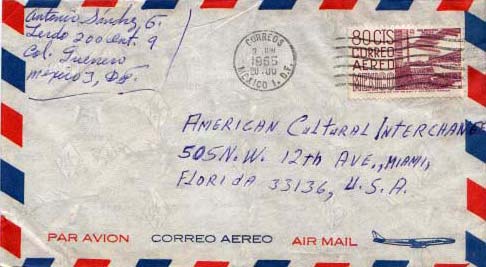 Antonio Sánchez G.
Lerdo 200 Int. 9
Col. Guerrero
Mexico 3, D.F.
CORREOS
1965
MEXICO 1. D.F.
80 CTS
CORREO
AEREO
AMERICAN CULTURAL INTERCHANGE
505 N.W. 12th AVE., MIAMI,
FLORIDA 33136, U.S.A.
PAR AVION CORREO AEREO AIR MAIL